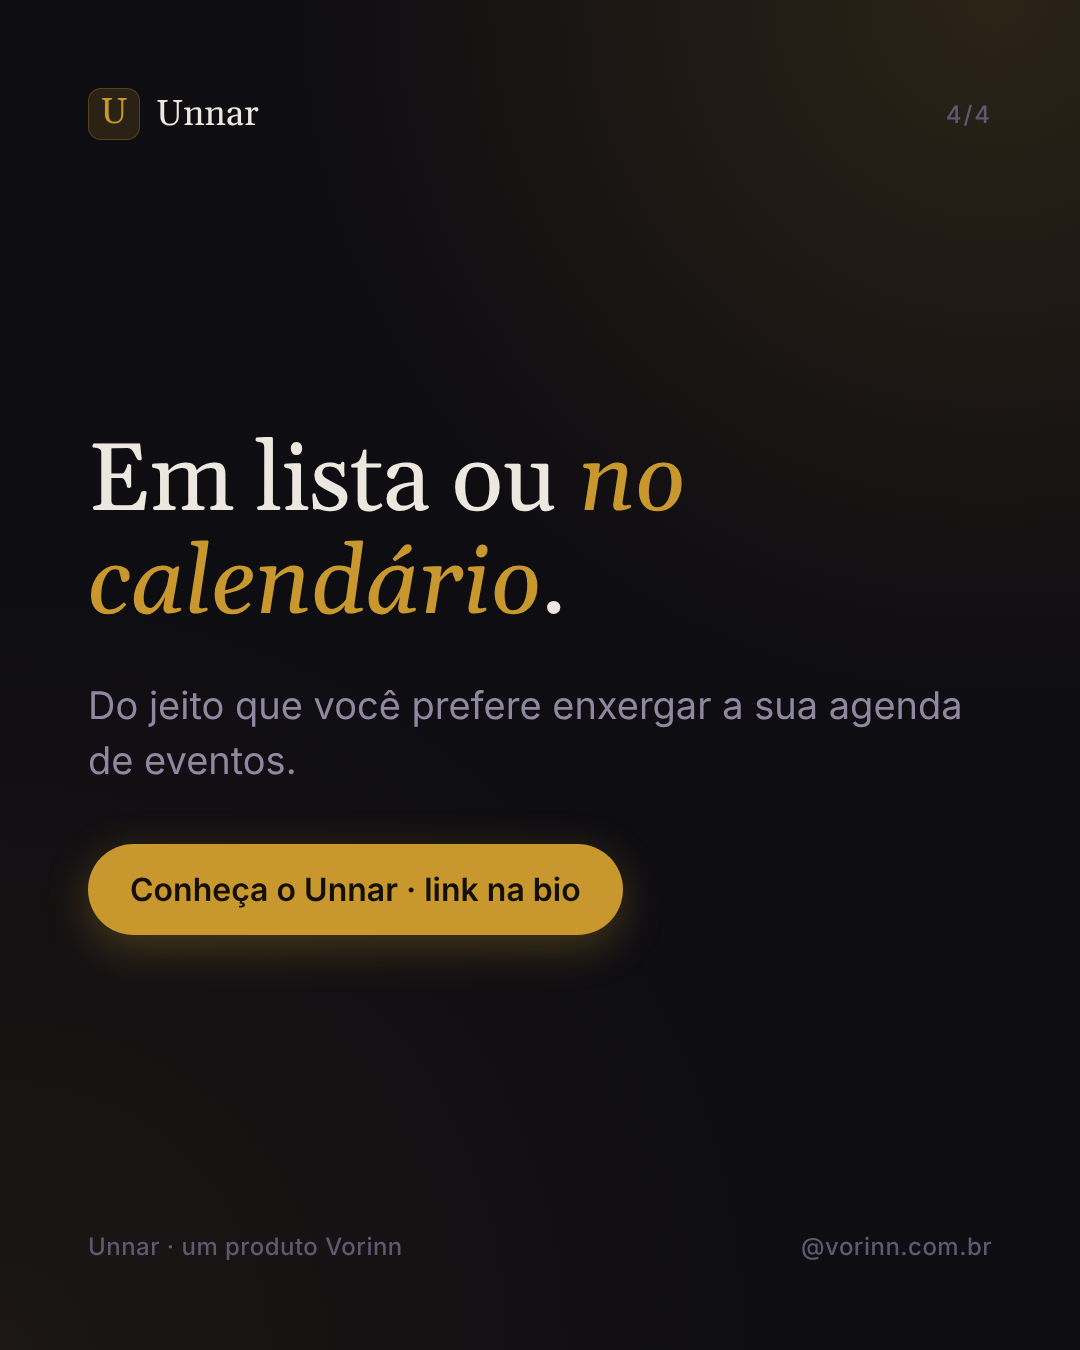 U Unnar
4/4
Em lista ou no
calendário.
Do jeito que você prefere enxergar a sua agenda
de eventos.
Conheça o Unnar · link na bio
Unnar · um produto Vorinn
@vorinn.com.br